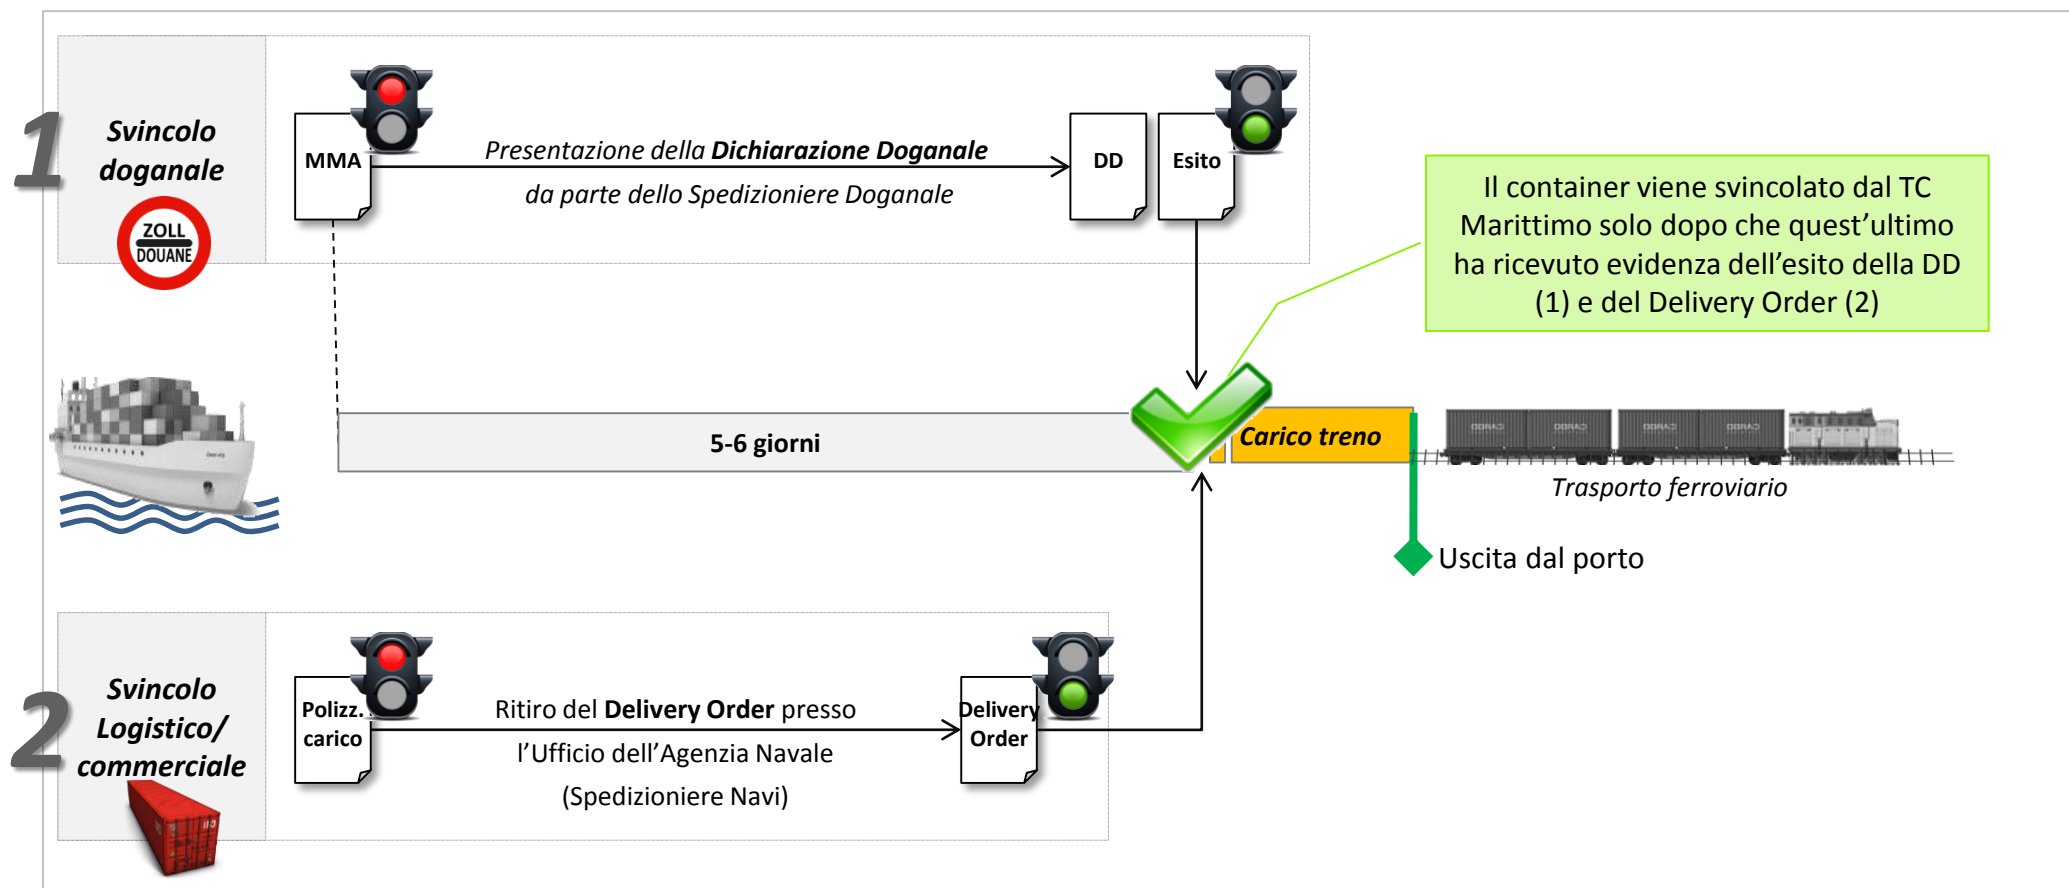 1
Svincolo
doganale
ZOLL
DOUANE
MMA
Presentazione della Dichiarazione Doganale
da parte dello Spedizioniere Doganale
DD
Esito
Il container viene svincolato dal TC
Marittimo solo dopo che quest’ultimo
ha ricevuto evidenza dell’esito della DD
(1) e del Delivery Order (2)
5-6 giorni
Carico treno
Trasporto ferroviario
Uscita dal porto
2
Svincolo
Logistico/
commerciale
Polizz.
carico
Ritiro del Delivery Order presso
l’Ufficio dell’Agenzia Navale
(Spedizioniere Navi)
Delivery
Order